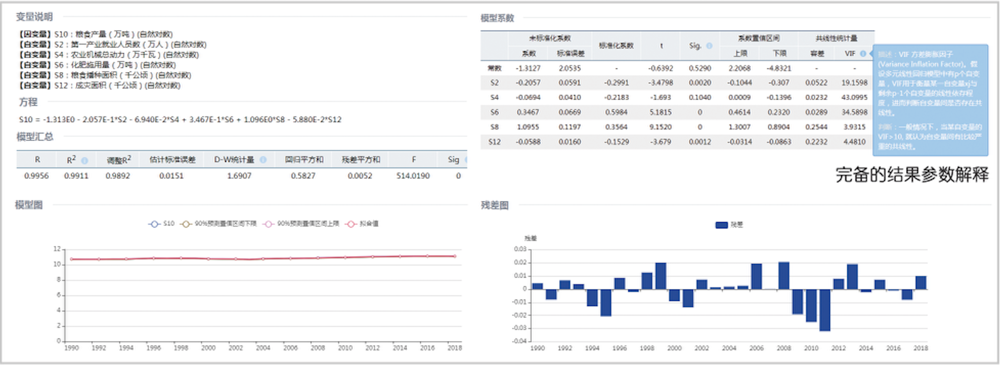 变量说明
【因变量】S10：粮食产量（万吨）(自然对数)
【自变量】S2：第一产业就业人员数（万人）(自然对数)
【自变量】S4：农业机械总动力（万千瓦）(自然对数)
【自变量】S6：化肥施用量（万吨）(自然对数)
【自变量】S8：粮食播种面积（千公顷）(自然对数)
【自变量】S12：成灾面积（千公顷）(自然对数)
方程
S10 = -1.313E0 - 2.057E-1*S2 - 6.940E-2*S4 + 3.467E-1*S6 + 1.096E0*S8 - 5.880E-2*S12
模型汇总
R R² 调整R² 估计标准误差 D-W统计量 回归平方和 残差平方和 F Sig
0.9956 0.9911 0.9892 0.0151 1.6907 0.5827 0.0052 514.0190 0
模型系数
未标准化系数 标准化系数 t Sig. 系数置信区间 共线性统计量
系数 标准误差 上限 下限 容差 VIF
常数 -1.3127 2.0535 - -0.6392 0.5290 2.2068 -4.8321 - -
S2 -0.2057 0.0591 -0.2991 -3.4798 0.0020 -0.1044 -0.307 0.0522 19.1598
S4 -0.0694 0.0410 -0.2183 -1.693 0.1040 0.0009 -0.1396 0.0232 43.0995
S6 0.3467 0.0669 0.5984 5.1815 0 0.4614 0.2320 0.0289 34.5898
S8 1.0955 0.1197 0.3564 9.1520 0 1.3007 0.8904 0.2544 3.9315
S12 -0.0588 0.0160 -0.1529 -3.679 0.0012 -0.0314 -0.0863 0.2232 4.4810
描述：VIF 方差膨胀因子
(Variance Inflation Factor)。假
设多元线性回归模型中有p个自变
量，VIF用于衡量某一自变量xj与
剩余p-1个自变量的线性依存程
度，进而判断自变量间是否存在共
线性。
判断：一般情况下，当某自变量的
VIF>10, 就认为自变量间有比较严
重的共线性。
完备的结果参数解释
模型图
S10 90%预测置信区间下限 90%预测置信区间上限 拟合值
12
10
8
6
4
2
0
1990 1992 1994 1996 1998 2000 2002 2004 2006 2008 2010 2012 2014 2016 2018
残差图
残差
残差
0.03
0.02
0.01
0
-0.01
-0.02
-0.03
-0.04
1990 1992 1994 1996 1998 2000 2002 2004 2006 2008 2010 2012 2014 2016 2018